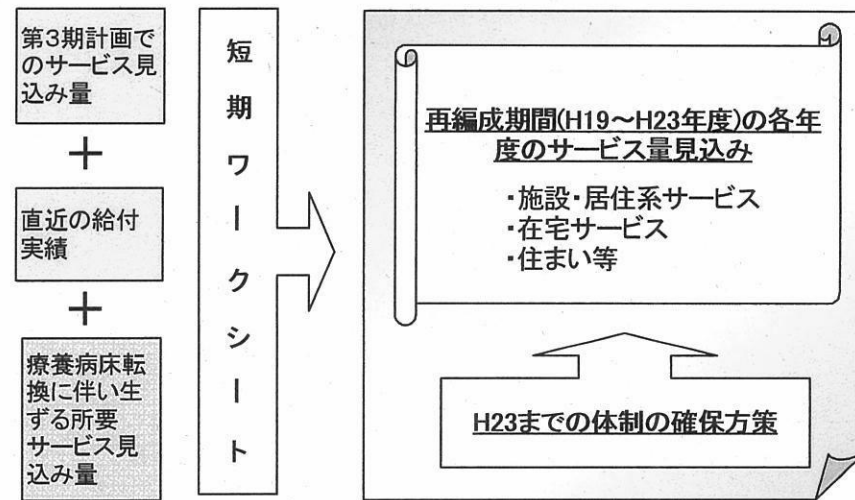 第3期計画で
のサービス見
込み量
＋
直近の給付
実績
＋
療養病床転
換に伴い生
ずる所要
サービス見
込み量
短期ワークシート
再編成期間(H19～H23年度)の各年
度のサービス量見込み
・施設・居住系サービス
・在宅サービス
・住まい等
H23までの体制の確保方策